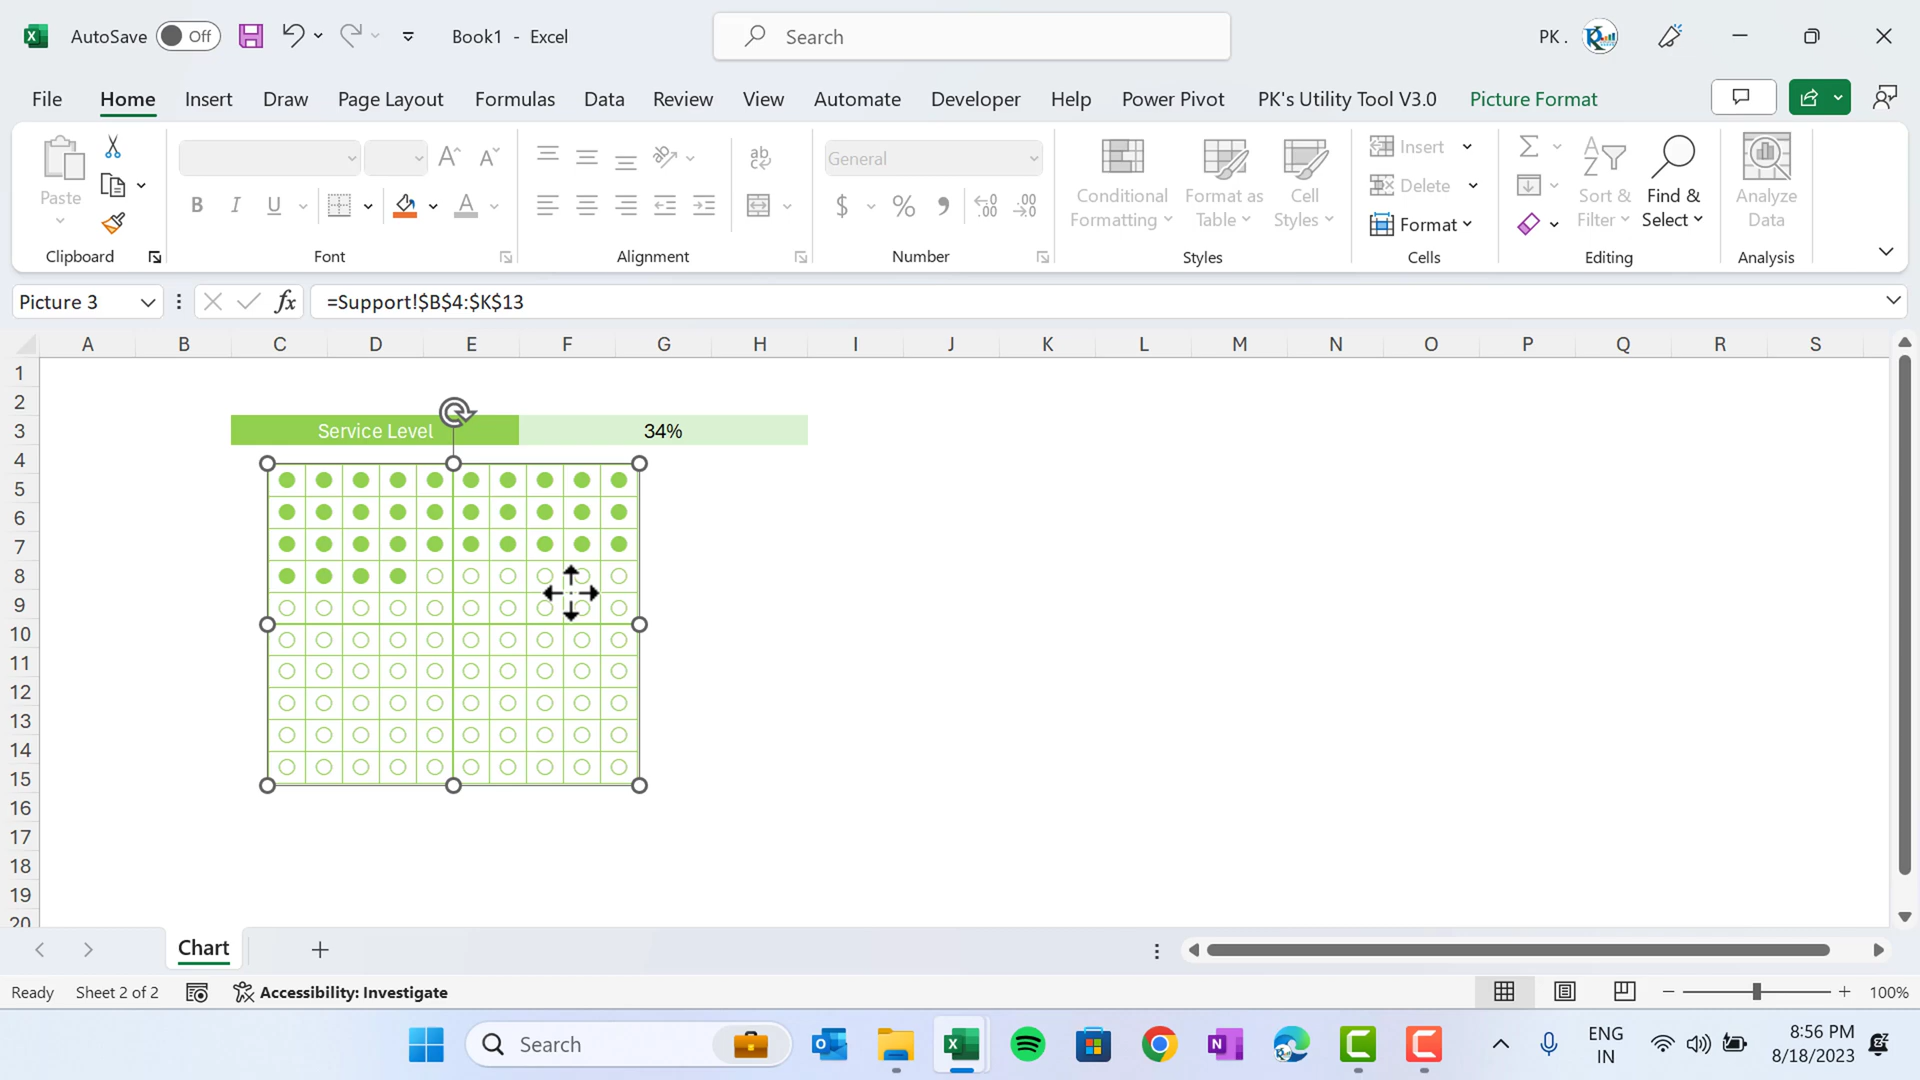 AutoSave Off Book1 - Excel Search PK .
File Home Insert Draw Page Layout Formulas Data Review View Automate Developer Help Power Pivot PK's Utility Tool V3.0 Picture Format
Paste
B I U
ab
General
$ % 9 .00
Conditional Formatting
Format as Table
Cell Styles
Insert
Delete
Format
Sort & Filter
Find & Select
Analyze Data
Clipboard Font Alignment Number Styles Cells Editing Analysis
Picture 3 fx =Support!$B$4:$K$13
A B C D E F G H I J K L M N O P Q R S
1
2
3 Service Level 34%
4
5
6
7
8
9
10
11
12
13
14
15
16
17
18
19
20
Chart
Ready Sheet 2 of 2 Accessibility: Investigate 100%
Search ENG IN 8:56 PM 8/18/2023